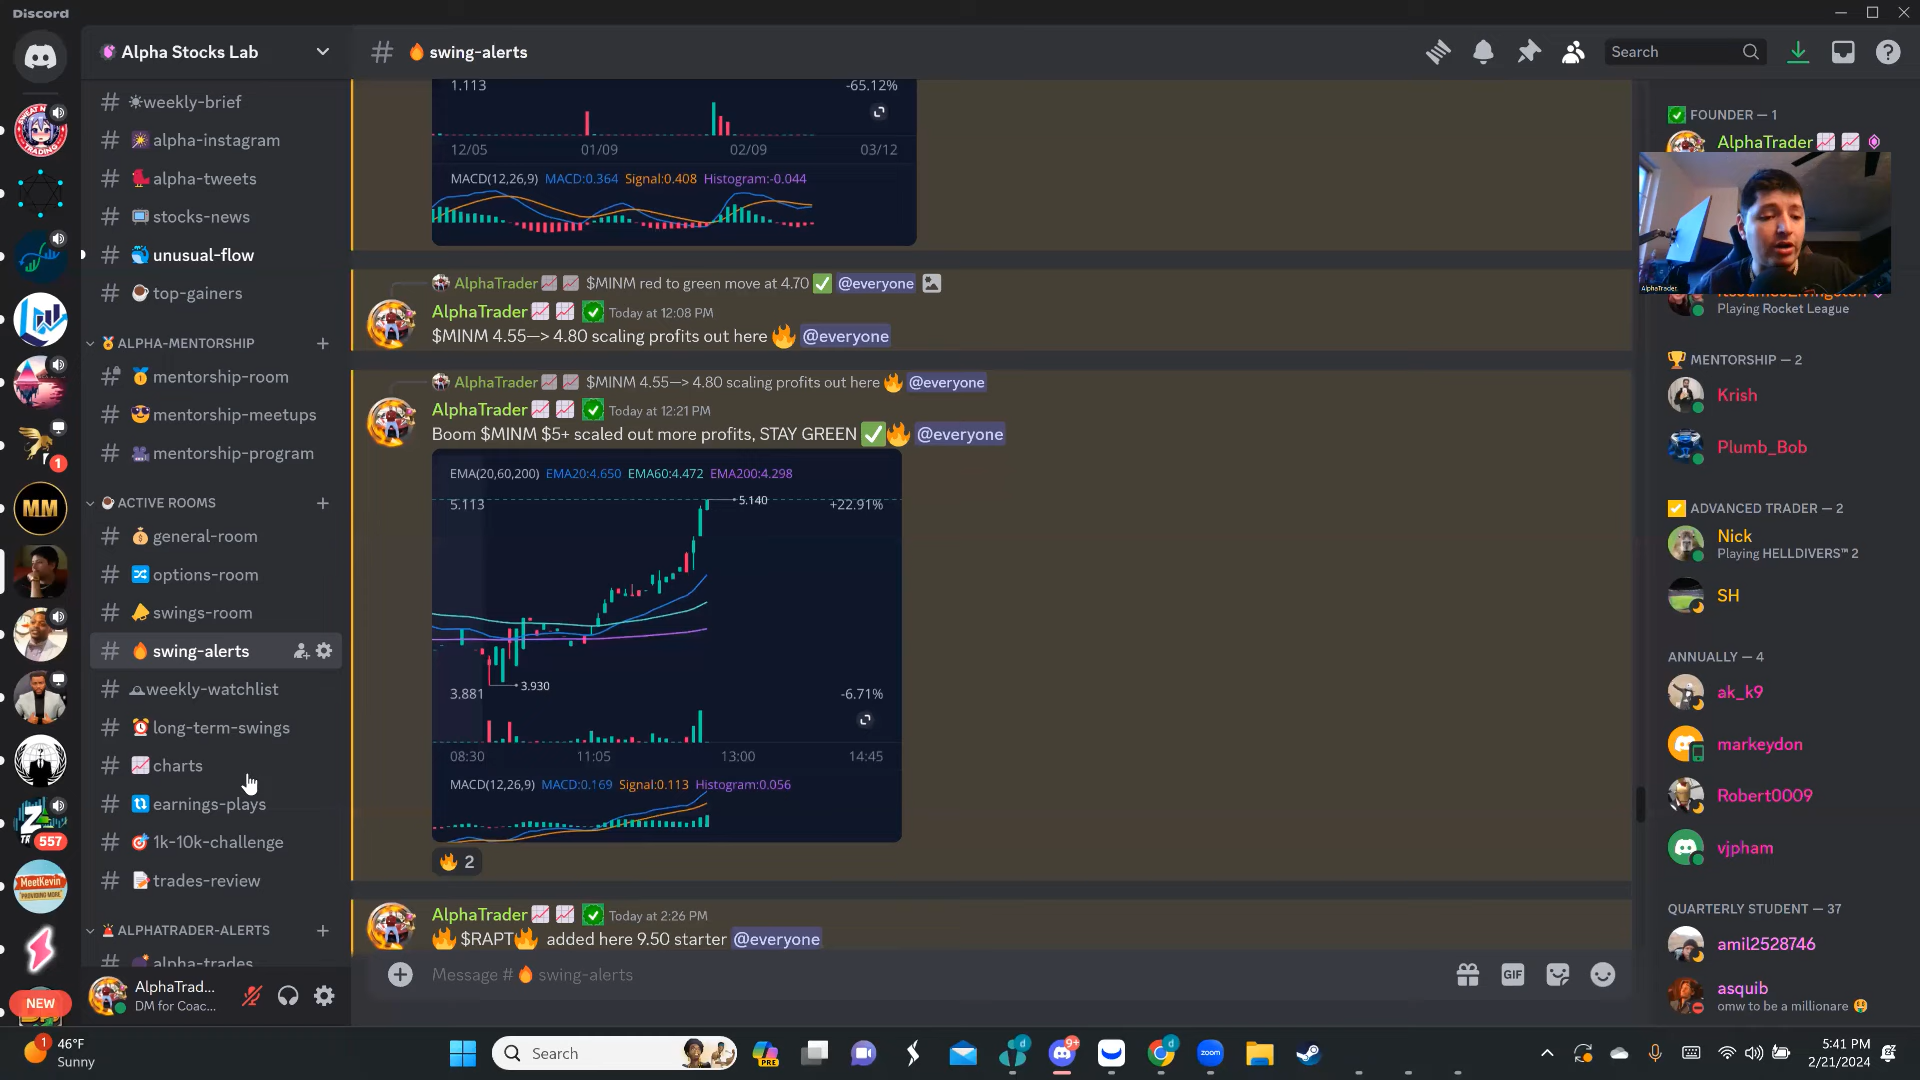 Discord
Alpha Stocks Lab
# swing-alerts
Search
weekly-brief
alpha-instagram
alpha-tweets
stocks-news
unusual-flow
top-gainers
ALPHA-MENTORSHIP
mentorship-room
mentorship-meetups
mentorship-program
ACTIVE ROOMS
general-room
options-room
swings-room
swing-alerts
weekly-watchlist
long-term-swings
charts
earnings-plays
1k-10k-challenge
trades-review
ALPHATRADER-ALERTS
alpha-trades
AlphaTrad...
DM for Coac...
1
MM
557
MeetKevin
NEW
1.113
-65.12%
12/05 01/09 02/09 03/12
MACD(12,26,9) MACD:0.364 Signal:0.408 Histogram:-0.044
AlphaTrader $MINM red to green move at 4.70 ✅ @everyone
AlphaTrader Today at 12:08 PM
$MINM 4.55—> 4.80 scaling profits out here 🔥 @everyone
AlphaTrader $MINM 4.55—> 4.80 scaling profits out here 🔥 @everyone
AlphaTrader Today at 12:21 PM
Boom $MINM $5+ scaled out more profits, STAY GREEN ✅🔥 @everyone
EMA(20,60,200) EMA20:4.650 EMA60:4.472 EMA200:4.298
5.113
5.140
+22.91%
3.881
3.930
-6.71%
08:30 11:05 13:00 14:45
MACD(12,26,9) MACD:0.169 Signal:0.113 Histogram:0.056
🔥 2
AlphaTrader Today at 2:26 PM
🔥 $RAPT🔥 added here 9.50 starter @everyone
Message # 🔥 swing-alerts
GIF
FOUNDER — 1
AlphaTrader
AlphaTrader
Playing Rocket League
MENTORSHIP — 2
Krish
Plumb_Bob
ADVANCED TRADER — 2
Nick
Playing HELLDIVERS™ 2
SH
ANNUALLY — 4
ak_k9
markeydon
Robert0009
vjpham
QUARTERLY STUDENT — 37
amil2528746
asquib
omw to be a millionaire
1
46°F
Sunny
Search
PRE
9+
zoom
5:41 PM
2/21/2024